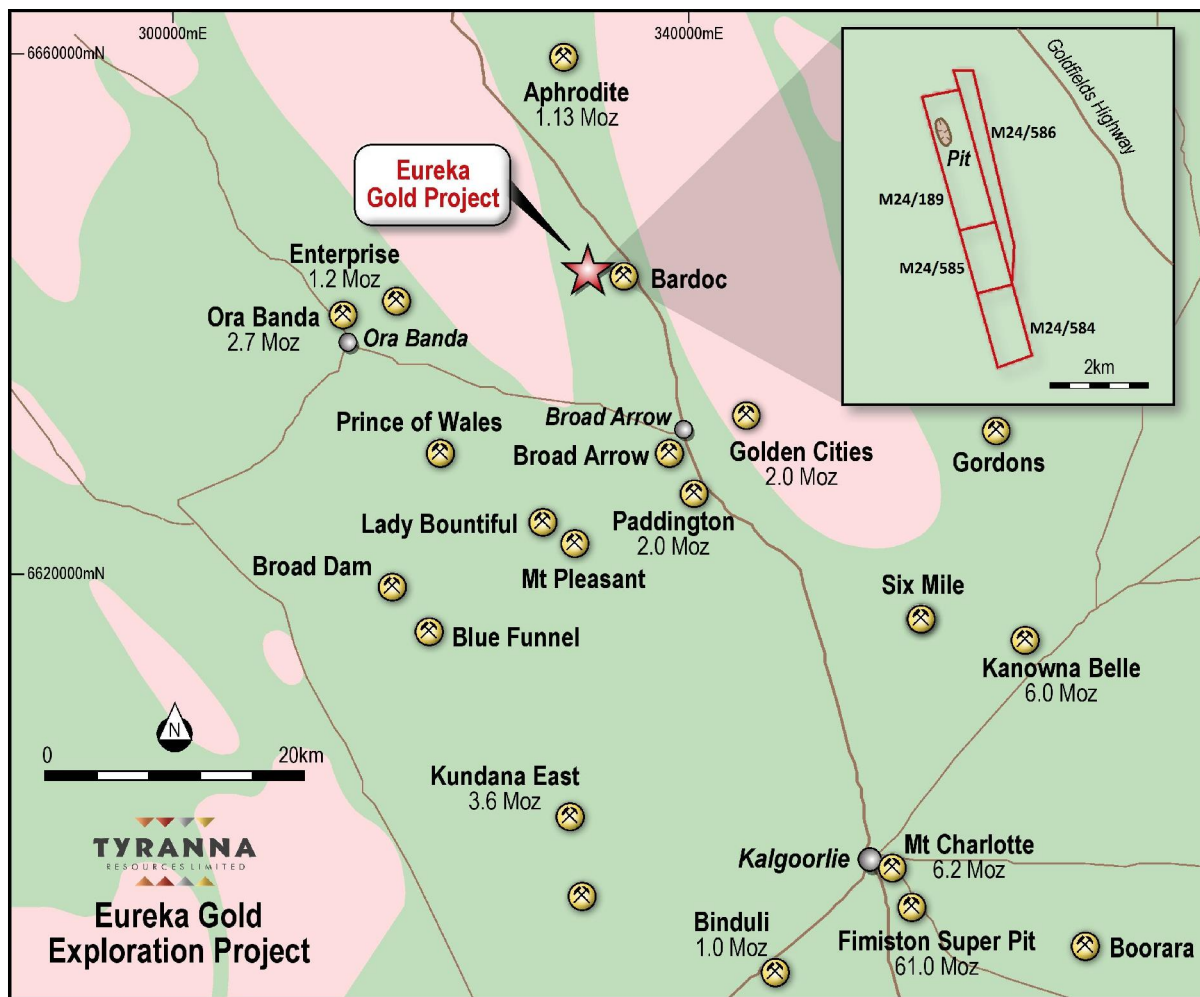 300000mE
340000mE
6660000mN
Aphrodite
1.13 Moz
Goldfields Highway
M24/586
Pit
M24/189
M24/585
M24/584
2km
Eureka
Gold Project
Enterprise
1.2 Moz
Bardoc
Ora Banda
2.7 Moz
Ora Banda
Prince of Wales
Broad Arrow
Broad Arrow
Golden Cities
2.0 Moz
Gordons
Lady Bountiful
Paddington
2.0 Moz
Mt Pleasant
6620000mN
Broad Dam
Six Mile
Blue Funnel
Kanowna Belle
6.0 Moz
N
0
20km
Kundana East
3.6 Moz
TYRANNA
RESOURCES LIMITED
Eureka Gold
Exploration Project
Kalgoorlie
Mt Charlotte
6.2 Moz
Binduli
1.0 Moz
Fimiston Super Pit
61.0 Moz
Boorara